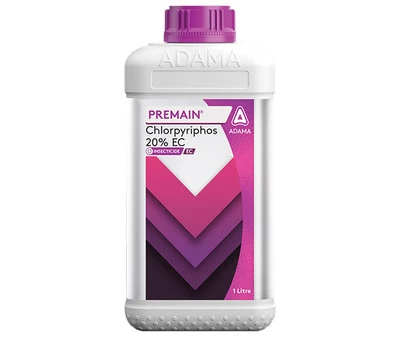 ADAMA
PREMAIN®
Chlorpyriphos
20% EC
INSECTICIDE EC
ADAMA
1 Litre